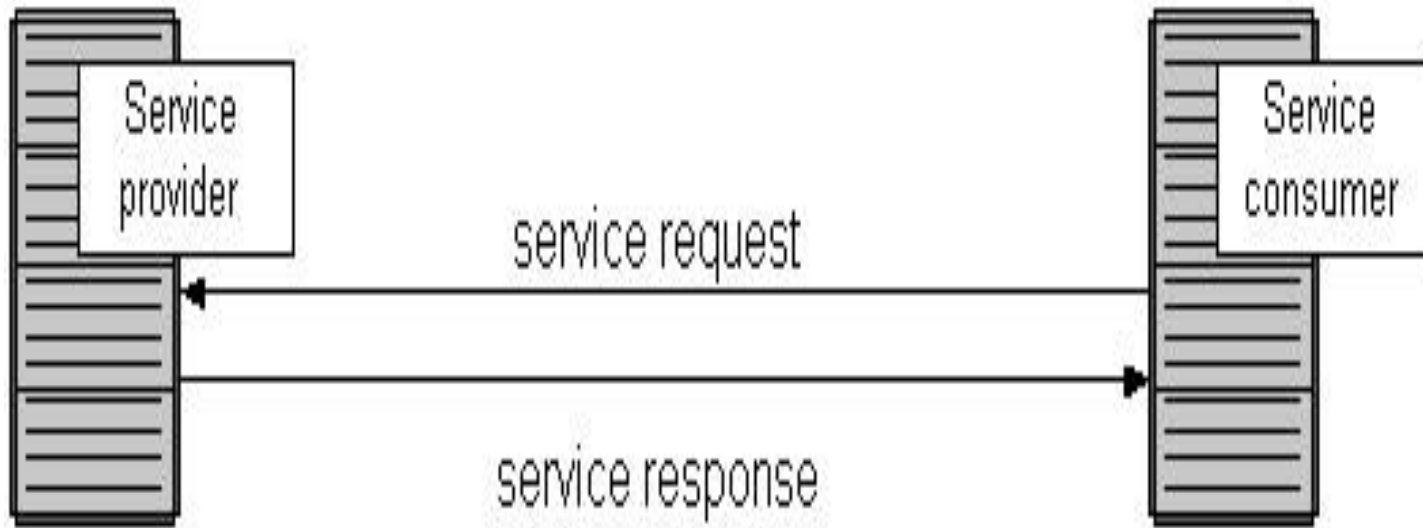 Service
provider
Service
consumer
service request
service response